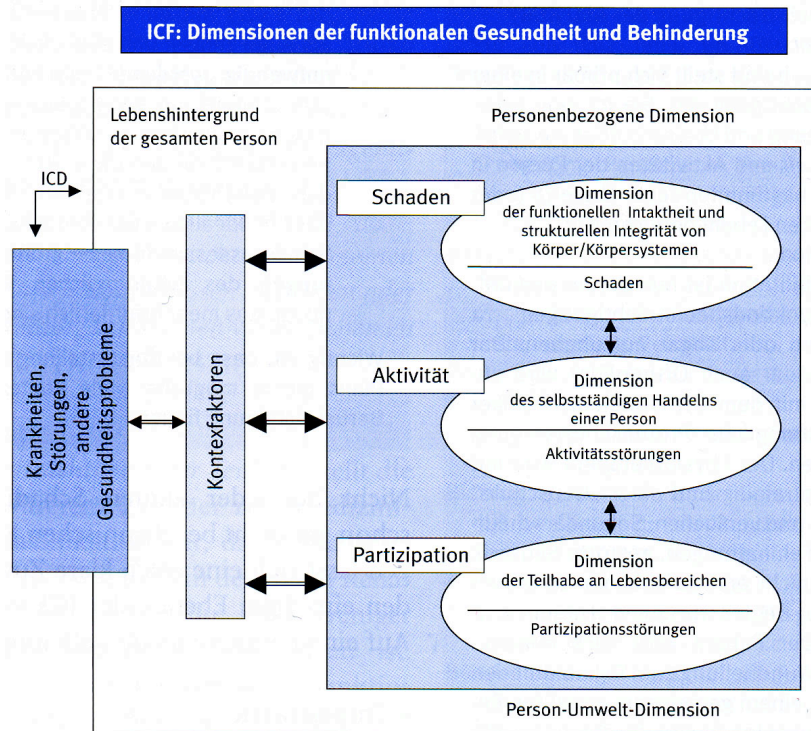 ICF: Dimensionen der funktionalen Gesundheit und Behinderung
Lebenshintergrund
der gesamten Person
Personenbezogene Dimension
ICD
Krankheiten,
Störungen,
andere
Gesundheitsprobleme
Kontexfaktoren
Schaden
Dimension
der funktionellen Intaktheit und
strukturellen Integrität von
Körper/Körpersystemen
Schaden
Aktivität
Dimension
des selbstständigen Handelns
einer Person
Aktivitätsstörungen
Partizipation
Dimension
der Teilhabe an Lebensbereichen
Partizipationsstörungen
Person-Umwelt-Dimension